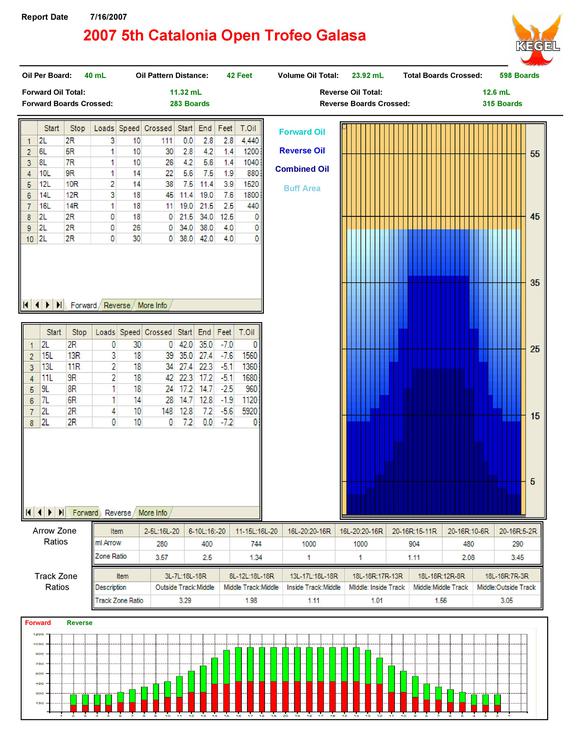 Report Date 7/16/2007
2007 5th Catalonia Open Trofeo Galasa
KEGEL
Oil Per Board: 40 mL Oil Pattern Distance: 42 Feet Volume Oil Total: 23.92 mL Total Boards Crossed: 598 Boards
Forward Oil Total: 11.32 mL Reverse Oil Total: 12.6 mL
Forward Boards Crossed: 283 Boards Reverse Boards Crossed: 315 Boards
Start Stop Loads Speed Crossed Start End Feet T.Oil
1 2L 2R 3 10 111 0.0 2.8 2.8 4,440
2 6L 5R 1 10 30 2.8 4.2 1.4 1200
3 8L 7R 1 10 26 4.2 5.6 1.4 1040
4 10L 9R 1 14 22 5.6 7.5 1.9 880
5 12L 10R 2 14 38 7.5 11.4 3.9 1520
6 14L 12R 3 18 45 11.4 19.0 7.6 1800
7 16L 14R 1 18 11 19.0 21.5 2.5 440
8 2L 2R 0 18 0 21.5 34.0 12.5 0
9 2L 2R 0 26 0 34.0 38.0 4.0 0
10 2L 2R 0 30 0 38.0 42.0 4.0 0
Forward Reverse More Info
Forward Oil
Reverse Oil
Combined Oil
Buff Area
55
45
35
25
15
5
Start Stop Loads Speed Crossed Start End Feet T.Oil
1 2L 2R 0 30 0 42.0 35.0 -7.0 0
2 15L 13R 3 18 39 35.0 27.4 -7.6 1560
3 13L 11R 2 18 34 27.4 22.3 -5.1 1360
4 11L 9R 2 18 42 22.3 17.2 -5.1 1680
5 9L 8R 1 18 24 17.2 14.7 -2.5 960
6 7L 6R 1 14 28 14.7 12.8 -1.9 1120
7 2L 2R 4 10 148 12.8 7.2 -5.6 5920
8 2L 2R 0 10 0 7.2 0.0 -7.2 0
Forward Reverse More Info
Arrow Zone Ratios
Item 2-5L:16L-20 6-10L:16L-20 11-15L:16L-20 16L-20:20-16R 16L-20:20-16R 20-16R:15-11R 20-16R:10-6R 20-16R:5-2R
ml Arrow 280 400 744 1000 1000 904 480 290
Zone Ratio 3.57 2.5 1.34 1 1 1.11 2.08 3.45
Track Zone Ratios
Item 3L-7L:18L-18R 8L-12L:18L-18R 13L-17L:18L-18R 18L-18R:17R-13R 18L-18R:12R-8R 18L-18R:7R-3R
Description Outside Track:Middle Middle Track:Middle Inside Track:Middle Middle: Inside Track Middle:Middle Track Middle:Outside Track
Track Zone Ratio 3.29 1.98 1.11 1.01 1.56 3.05
Forward Reverse